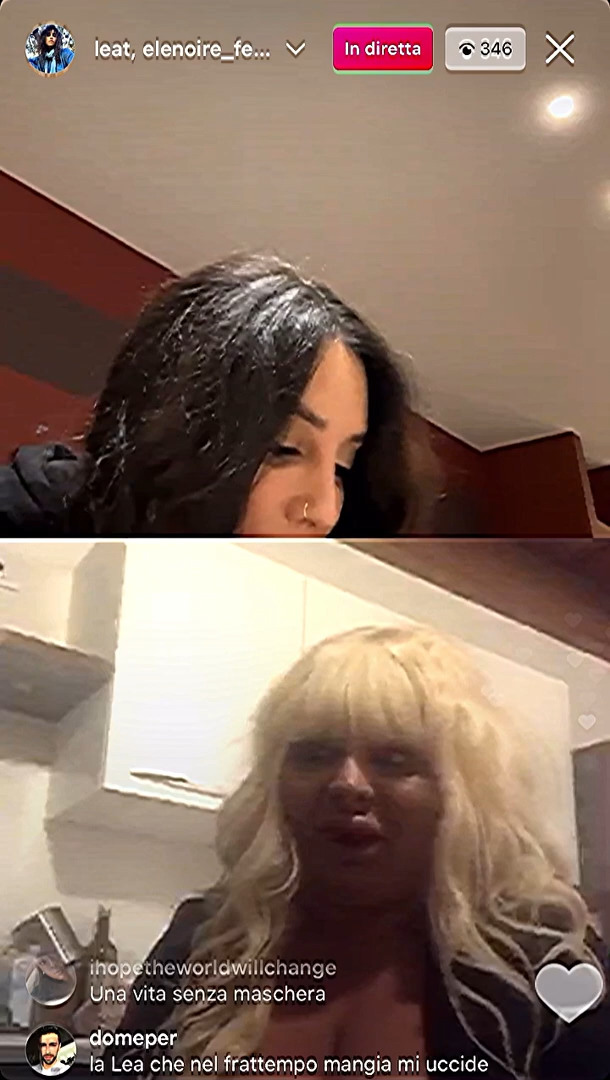 leat, elenoire_fe...
In diretta
346
ihopetheworldwillchange
Una vita senza maschera
domeper
la Lea che nel frattempo mangia mi uccide